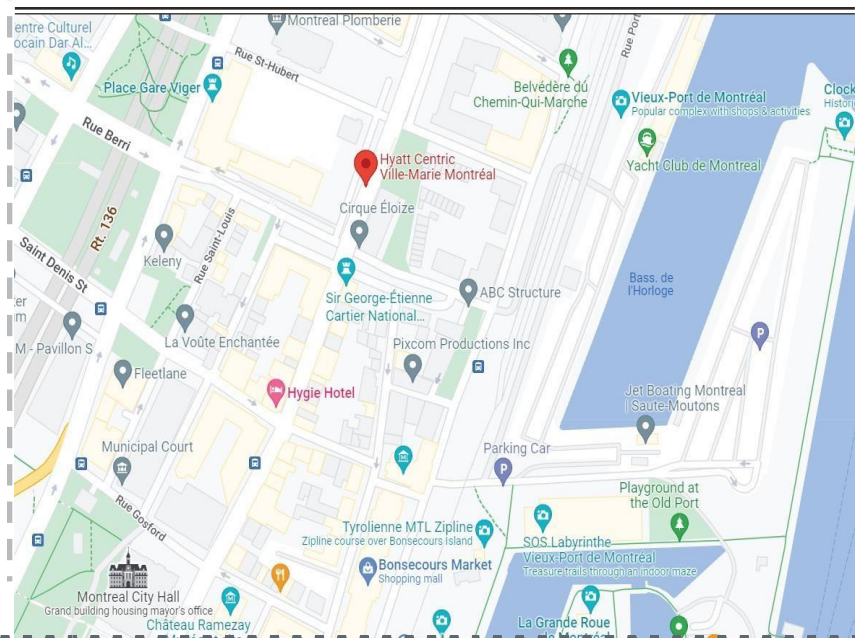 Montreal Plomberie
entre Culturel
ocain Dar Al...
Rue St-Hubert
Rue Port
Place Gare Viger
Belvédère du
Chemin-Qui-Marche
Vieux-Port de Montréal
Popular complex with shops & activities
Clock
Histori
Rue Berri
Hyatt Centric
Ville-Marie Montréal
Yacht Club de Montreal
Cirque Éloize
Rt. 136
Rue Saint-Louis
Keleny
Saint Denis St
Bass. de
l'Horloge
Sir George-Étienne
Cartier National...
ABC Structure
er
m
M - Pavillon S
La Voûte Enchantée
Pixcom Productions Inc
P
Fleetlane
Hygie Hotel
Jet Boating Montreal
| Saute-Moutons
Municipal Court
Parking Car
P
Playground at
the Old Port
Rue Gosford
Tyrolienne MTL Zipline
Zipline course over Bonsecours Island
SOS Labyrinthe
Vieux-Port de Montréal
Treasure trails through an indoor maze
Bonsecours Market
Shopping mall
Montreal City Hall
Grand building housing mayor's office
Château Ramezay
La Grande Roue
de Montréal